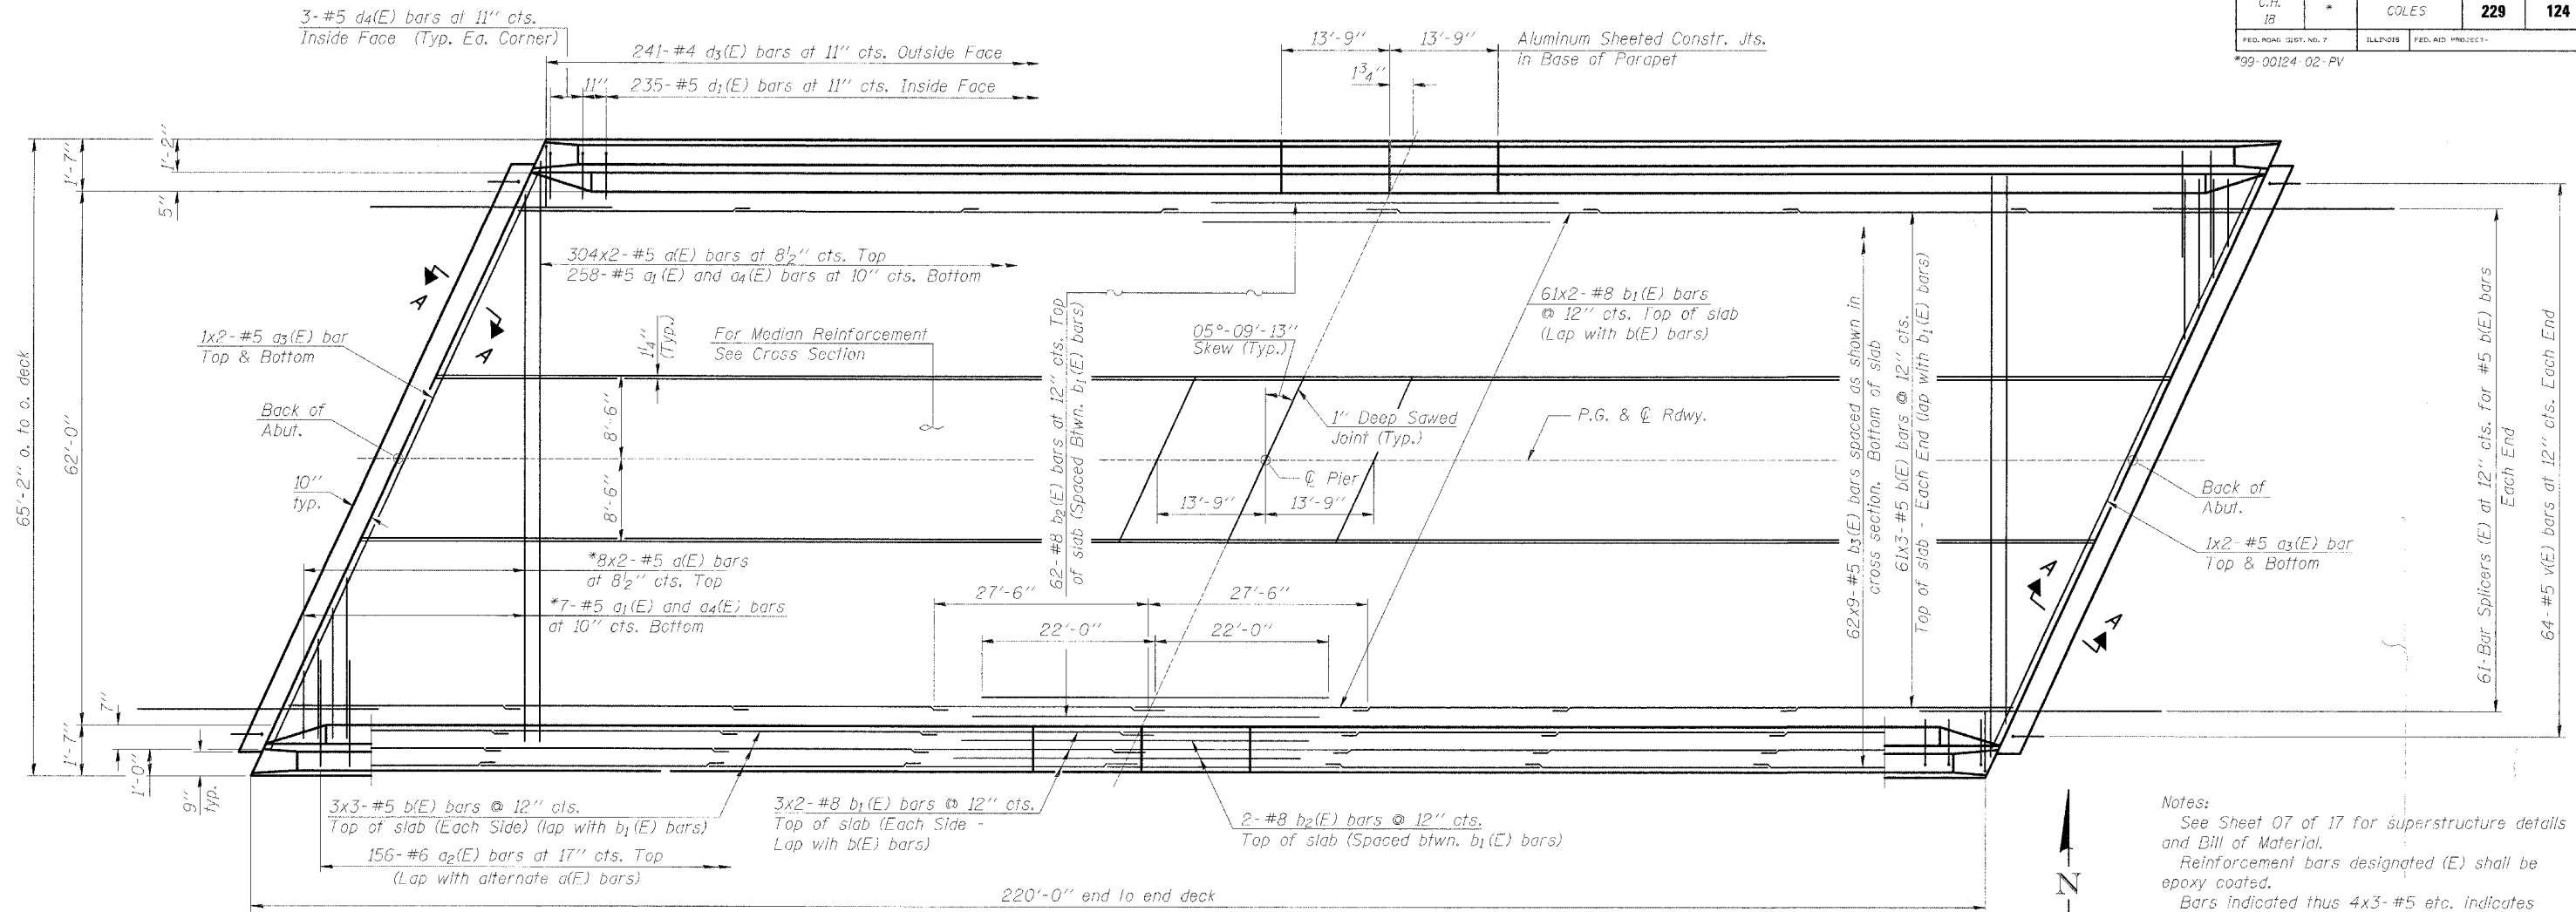 C.H.
18
*
COLES
229
124
FED. ROAD DIST. NO. 7
ILLINOIS
FED. AID PROJECT-
*99-00124-02-PV
3-#5 d4(E) bars at 11" cts.
Inside Face (Typ. Ea. Corner)
241-#4 d3(E) bars at 11" cts. Outside Face
11"
235-#5 d1(E) bars at 11" cts. Inside Face
13'-9"
13'-9"
1 3/4"
Aluminum Sheeted Constr. Jts.
in Base of Parapet
65'-2" o. to o. deck
62'-0"
1'-7"
1'-2"
5"
304x2-#5 a(E) bars at 8 1/2" cts. Top
258-#5 a1(E) and a4(E) bars at 10" cts. Bottom
A
A
1x2-#5 a3(E) bar
Top & Bottom
For Median Reinforcement
See Cross Section
1 1/4"
(Typ.)
Back of
Abut.
10"
typ.
8'-6"
8'-6"
62-#8 b2(E) bars at 12" cts. Top
of slab (Spaced Btwn. b1(E) bars)
05°-09'-13"
Skew (Typ.)
61x2-#8 b1(E) bars
@ 12" cts. Top of slab
(Lap with b(E) bars)
1" Deep Sawed
Joint (Typ.)
P.G. & ℄ Rdwy.
℄ Pier
13'-9"
13'-9"
62x9-#5 b3(E) bars spaced as shown in
cross section. Bottom of slab
61x3-#5 b(E) bars @ 12" cts.
Top of slab - Each End (lap with b1(E) bars)
Back of
Abut.
1x2-#5 a3(E) bar
Top & Bottom
A
A
61-Bar Splicers (E) at 12" cts. for #5 b(E) bars
Each End
64-#5 v(E) bars at 12" cts. Each End
*8x2-#5 a(E) bars
at 8 1/2" cts. Top
*7-#5 a1(E) and a4(E) bars
at 10" cts. Bottom
27'-6"
27'-6"
22'-0"
22'-0"
7"
1'-7"
1'-0"
9"
typ.
3x3-#5 b(E) bars @ 12" cts.
Top of slab (Each Side) (lap with b1(E) bars)
3x2-#8 b1(E) bars @ 12" cts.
Top of slab (Each Side -
Lap wih b(E) bars)
2-#8 b2(E) bars @ 12" cts.
Top of slab (Spaced btwn. b1(E) bars)
156-#6 a2(E) bars at 17" cts. Top
(Lap with alternate a(E) bars)
220'-0" end to end deck
N
Notes:
See Sheet 07 of 17 for superstructure details
and Bill of Material.
Reinforcement bars designated (E) shall be
epoxy coated.
Bars indicated thus 4x3-#5 etc. indicates